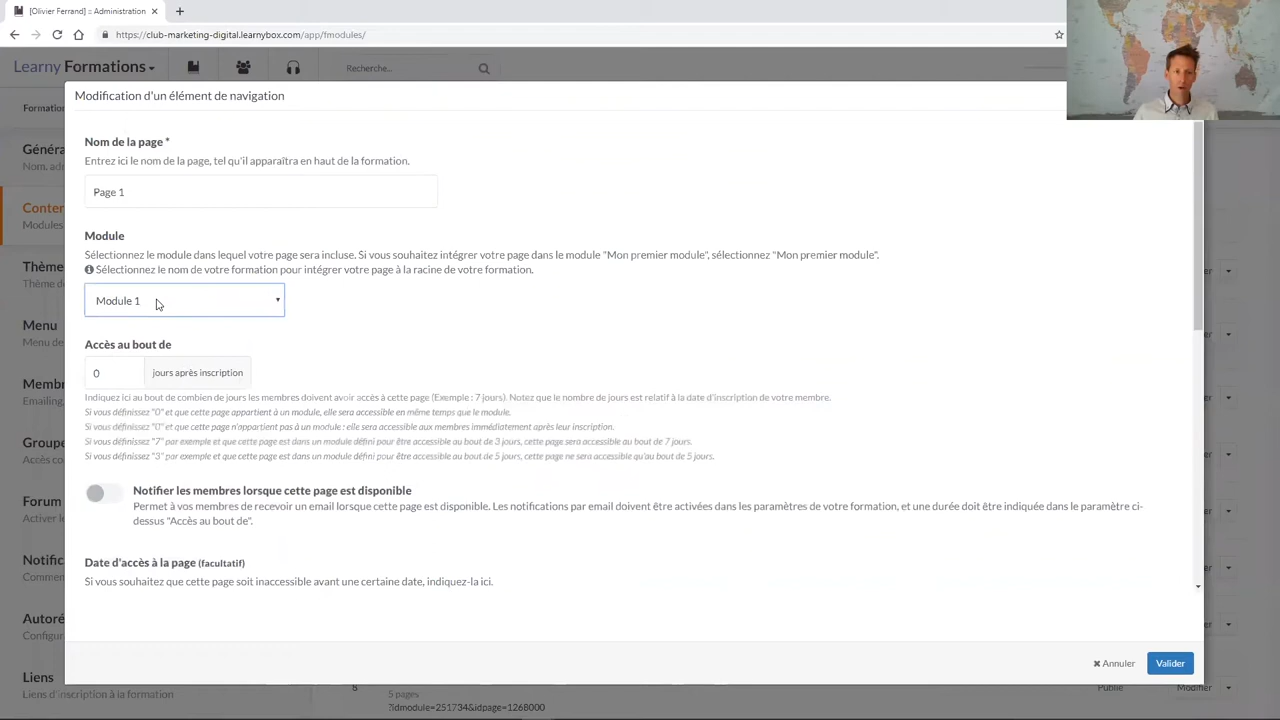 [Olivier Ferrand] :: Administration
https://club-marketing-digital.learnybox.com/app/fmodules/
Learny Formations
Recherche...
Modification d'un élément de navigation
Formation
Nom de la page *
Entrez ici le nom de la page, tel qu'il apparaîtra en haut de la formation.
Page 1
Module
Sélectionnez le module dans lequel votre page sera incluse. Si vous souhaitez intégrer votre page dans le module "Mon premier module", sélectionnez "Mon premier module".
Sélectionnez le nom de votre formation pour intégrer votre page à la racine de votre formation.
Module 1
Accès au bout de
0 jours après inscription
Indiquez ici au bout de combien de jours les membres doivent avoir accès à cette page (Exemple : 7 jours). Notez que le nombre de jours est relatif à la date d'inscription de votre membre.
Si vous définissez "0" et que cette page appartient à un module, elle sera accessible en même temps que le module.
Si vous définissez "0" et que cette page n'appartient pas à un module : elle sera accessible aux membres immédiatement après leur inscription.
Si vous définissez "7" par exemple et que cette page est dans un module défini pour être accessible au bout de 3 jours, cette page sera accessible au bout de 7 jours.
Si vous définissez "3" par exemple et que cette page est dans un module défini pour être accessible au bout de 5 jours, cette page ne sera accessible qu'au bout de 5 jours.
Notifier les membres lorsque cette page est disponible
Permet à vos membres de recevoir un email lorsque cette page est disponible. Les notifications par email doivent être activées dans les paramètres de votre formation, et une durée doit être indiquée dans le paramètre ci-
dessus "Accès au bout de".
Date d'accès à la page (facultatif)
Si vous souhaitez que cette page soit inaccessible avant une certaine date, indiquez-la ici.
Annuler
Valider
Généra
Nom, ad
Conten
Modules
Thème
Thème d
Menu
Menu de
Memb
Emailing,
Groupe
Accès co
Forum
Activer l
Notific
Commen
Autoré
Configur
Liens
Liens d'inscription à la formation
5
5 pages
?idmodule=251734&idpage=1268000
Publié
Modifier